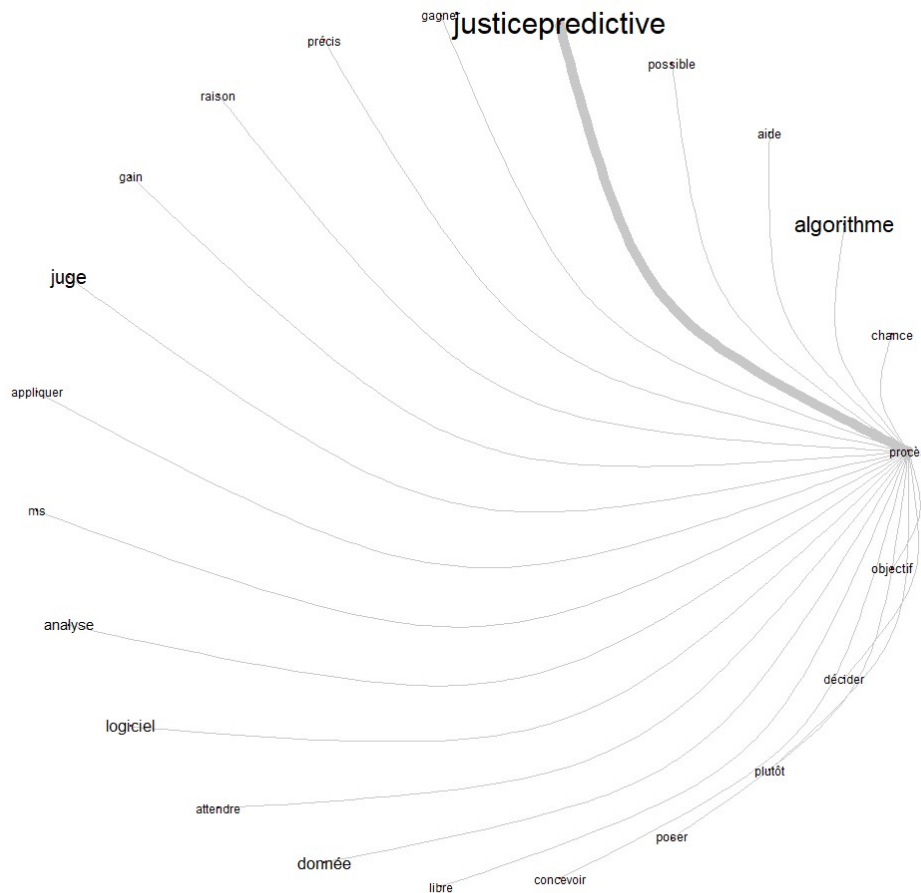 gagner
justicepredictive
précis
possible
raison
aide
gain
algorithme
juge
chance
appliquer
procè
ms
objectif
analyse
décider
logiciel
plutôt
attendre
poser
donnée
concevoir
libre